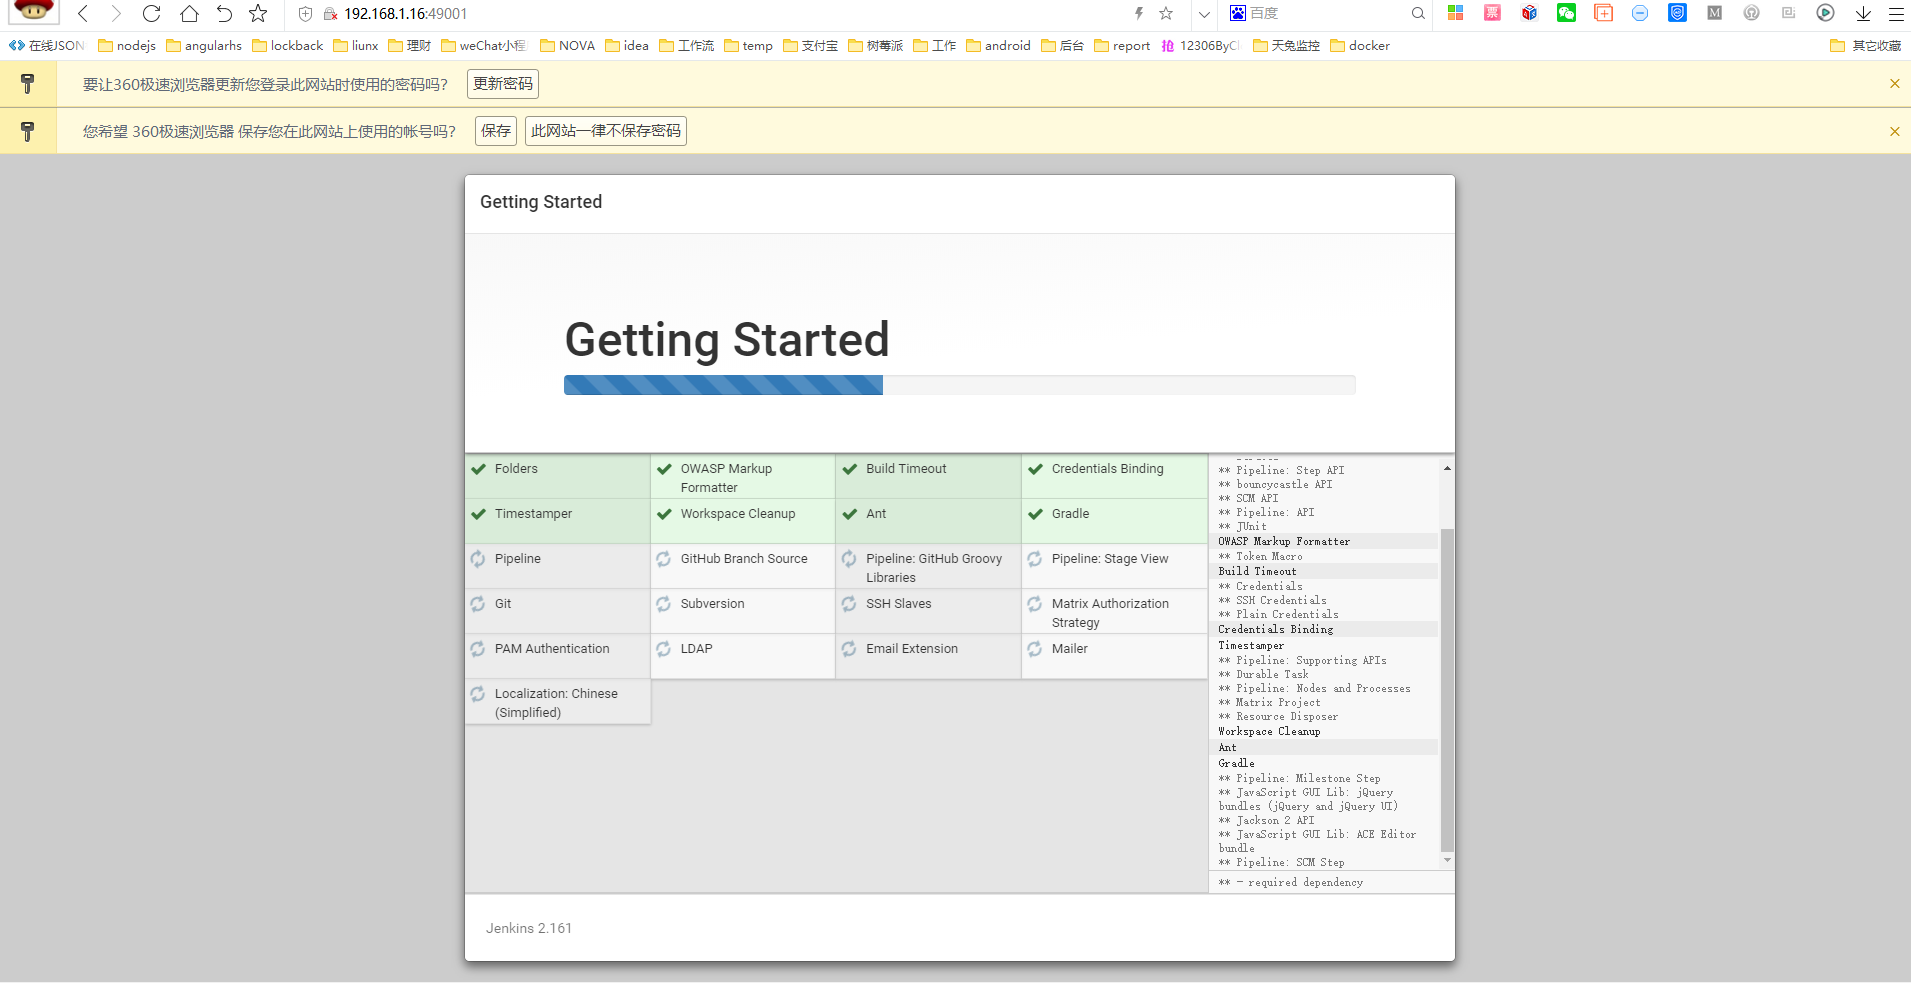 192.168.1.16:49001
百度
在线JSON
nodejs
angularhs
lockback
liunx
理财
weChat小程
NOVA
idea
工作流
temp
支付宝
树莓派
工作
android
后台
report
12306ByCl
天兔监控
docker
其它收藏
要让360极速浏览器更新您登录此网站时使用的密码吗？
更新密码
您希望 360极速浏览器 保存您在此网站上使用的帐号吗？
保存
此网站一律不保存密码
Getting Started
Getting Started
Folders
OWASP Markup
Formatter
Build Timeout
Credentials Binding
Timestamper
Workspace Cleanup
Ant
Gradle
Pipeline
GitHub Branch Source
Pipeline: GitHub Groovy
Libraries
Pipeline: Stage View
Git
Subversion
SSH Slaves
Matrix Authorization
Strategy
PAM Authentication
LDAP
Email Extension
Mailer
Localization: Chinese
(Simplified)
** Pipeline: Step API
** bouncycastle API
** SCM API
** Pipeline: API
** JUnit
OWASP Markup Formatter
** Token Macro
Build Timeout
** Credentials
** SSH Credentials
** Plain Credentials
Credentials Binding
Timestamper
** Pipeline: Supporting APIs
** Durable Task
** Pipeline: Nodes and Processes
** Matrix Project
** Resource Disposer
Workspace Cleanup
Ant
Gradle
** Pipeline: Milestone Step
** JavaScript GUI Lib: jQuery
bundles (jQuery and jQuery UI)
** Jackson 2 API
** JavaScript GUI Lib: ACE Editor
bundle
** Pipeline: SCM Step
** - required dependency
Jenkins 2.161